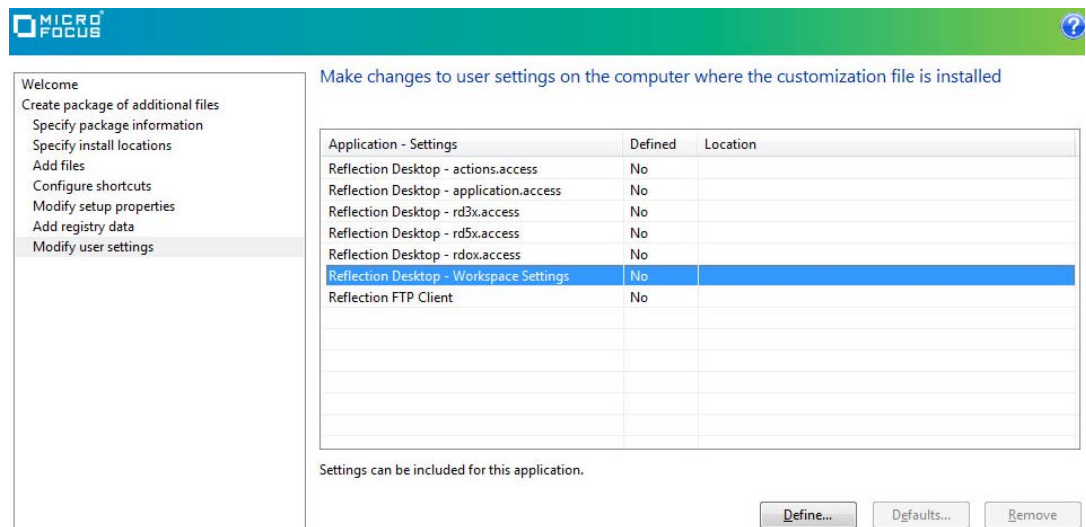 MICRO
FOCUS
?
Welcome
Create package of additional files
Specify package information
Specify install locations
Add files
Configure shortcuts
Modify setup properties
Add registry data
Modify user settings
Make changes to user settings on the computer where the customization file is installed
Application - Settings Defined Location
Reflection Desktop - actions.access No
Reflection Desktop - application.access No
Reflection Desktop - rd3x.access No
Reflection Desktop - rd5x.access No
Reflection Desktop - rdox.access No
Reflection Desktop - Workspace Settings No
Reflection FTP Client No
Settings can be included for this application.
Define... Defaults... Remove